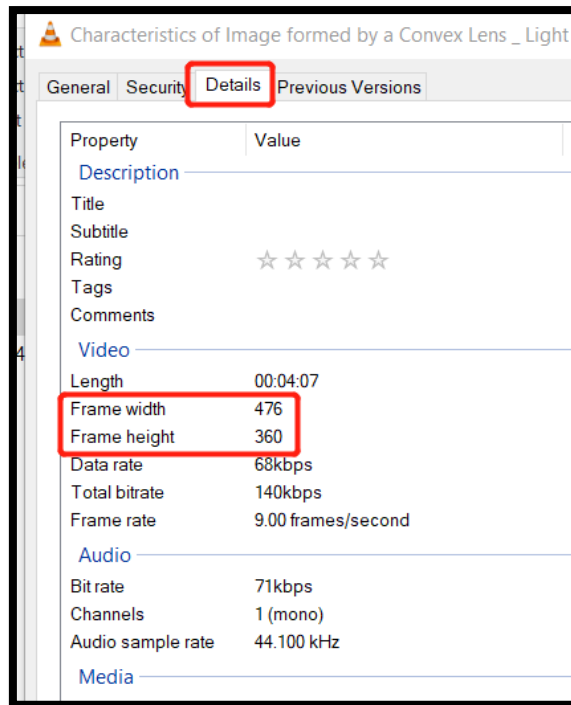 Characteristics of Image formed by a Convex Lens _ Light
General Security Details Previous Versions
Property Value
Description
Title
Subtitle
Rating
Tags
Comments
Video
Length 00:04:07
Frame width 476
Frame height 360
Data rate 68kbps
Total bitrate 140kbps
Frame rate 9.00 frames/second
Audio
Bit rate 71kbps
Channels 1 (mono)
Audio sample rate 44.100 kHz
Media